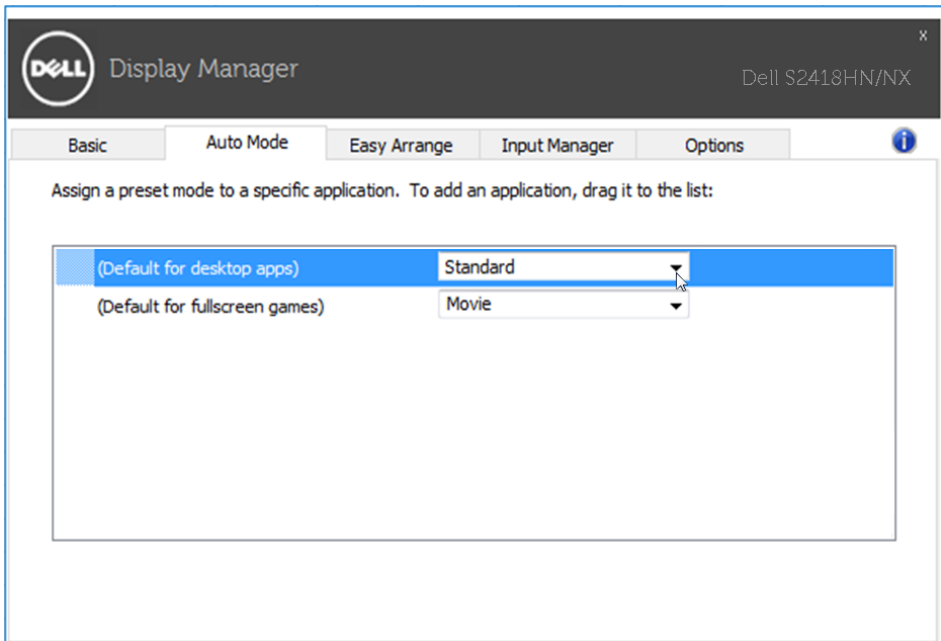 X
DELL Display Manager
Dell S2418HN/NX
Basic Auto Mode Easy Arrange Input Manager Options i
Assign a preset mode to a specific application. To add an application, drag it to the list:
(Default for desktop apps) Standard
(Default for fullscreen games) Movie